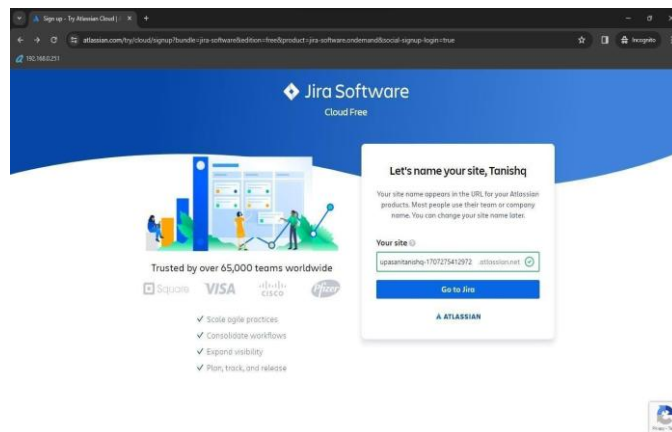 Sign up - Try Atlassian Cloud |
atlassian.com/try/cloud/signup?bundle=jira-software&edition=free&product=jira-software.ondemand&social-signup-login=true
Incognito
192.168.0.251
Jira Software
Cloud Free
Let's name your site, Tanishq
Your site name appears in the URL for your Atlassian
products. Most people use their team or company
name. You can change your site name later.
Your site
upasanitanishq-1707275412972 .atlassian.net
Go to Jira
ATLASSIAN
Trusted by over 65,000 teams worldwide
Square VISA CISCO Pfizer
✓ Scale agile practices
✓ Consolidate workflows
✓ Expand visibility
✓ Plan, track, and release